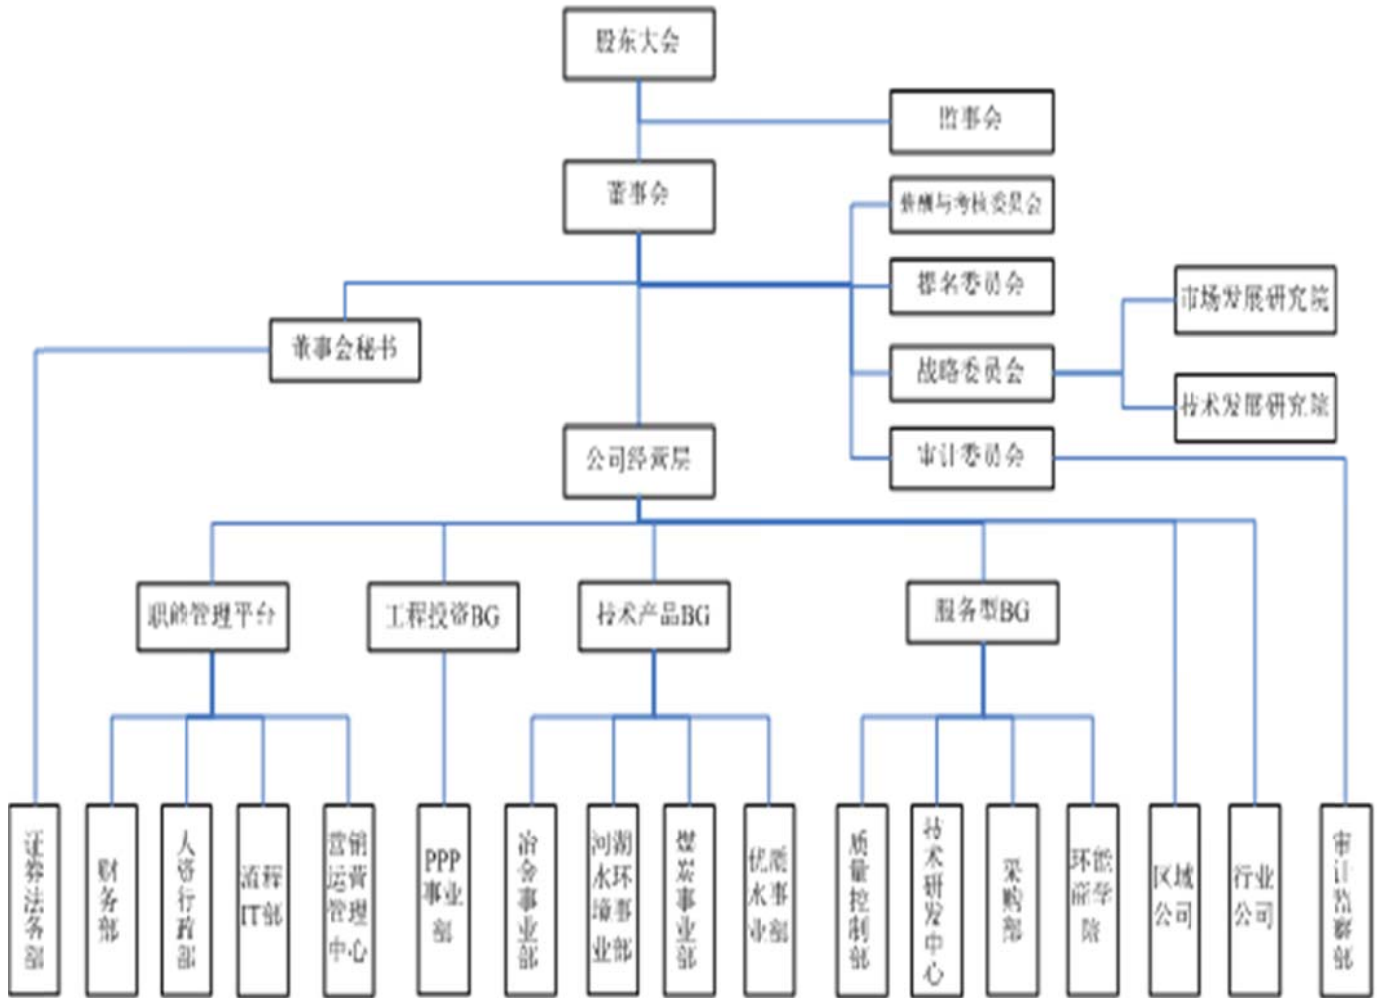 股东大会
监事会
董事会
薪酬与考核委员会
提名委员会
市场发展研究院
董事会秘书
战略委员会
技术发展研究院
公司经营层
审计委员会
职能管理平台
工程投资BG
技术产品BG
服务型BG
证券法务部
财务部
人资行政部
流程
IT部
营销
运营
管理
中心
PPP
事业
部
冶金事业部
河湖
水环
境事
业部
煤炭事业部
优质
水事
业部
质量控制部
技术研发中心
采购部
环能
商学
院
区域
公司
行业
公司
审计监察部